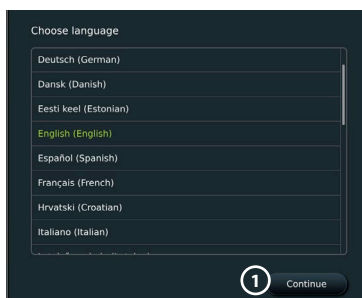 Choose language
Deutsch (German)
Dansk (Danish)
Eesti keel (Estonian)
English (English)
Español (Spanish)
Français (French)
Hrvatski (Croatian)
Italiano (Italian)
1 Continue